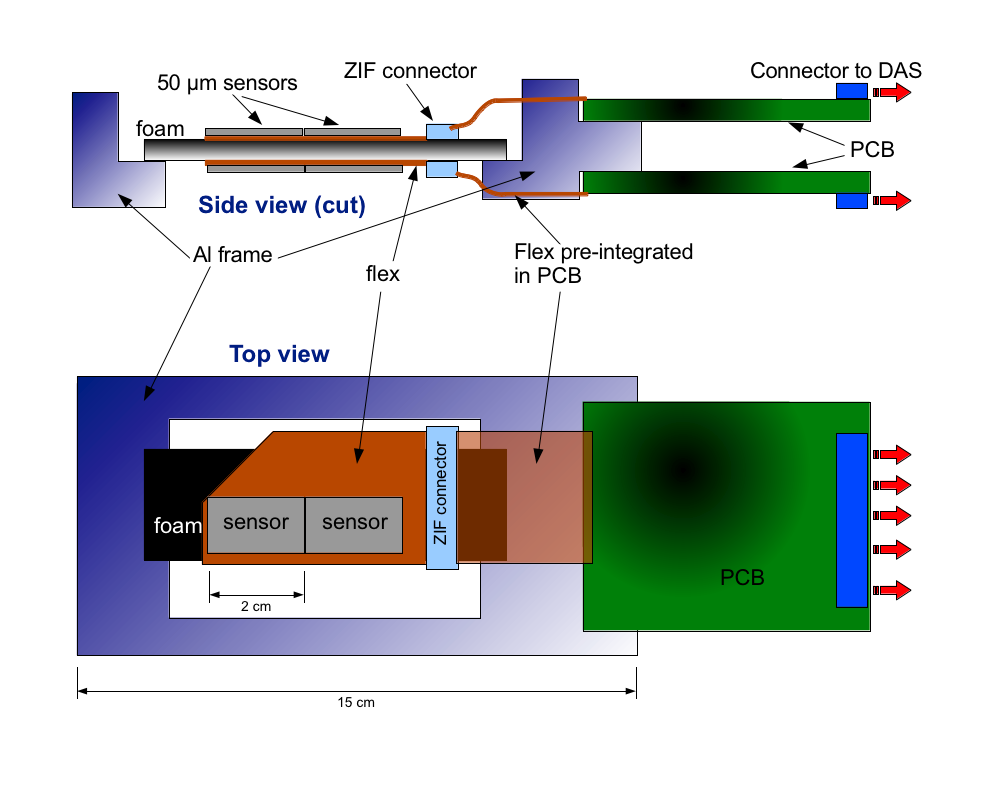 ZIF connector
Connector to DAS
50 µm sensors
foam
PCB
Side view (cut)
Al frame
flex
Flex pre-integrated
in PCB
Top view
ZIF connector
foam
sensor
sensor
PCB
2 cm
15 cm